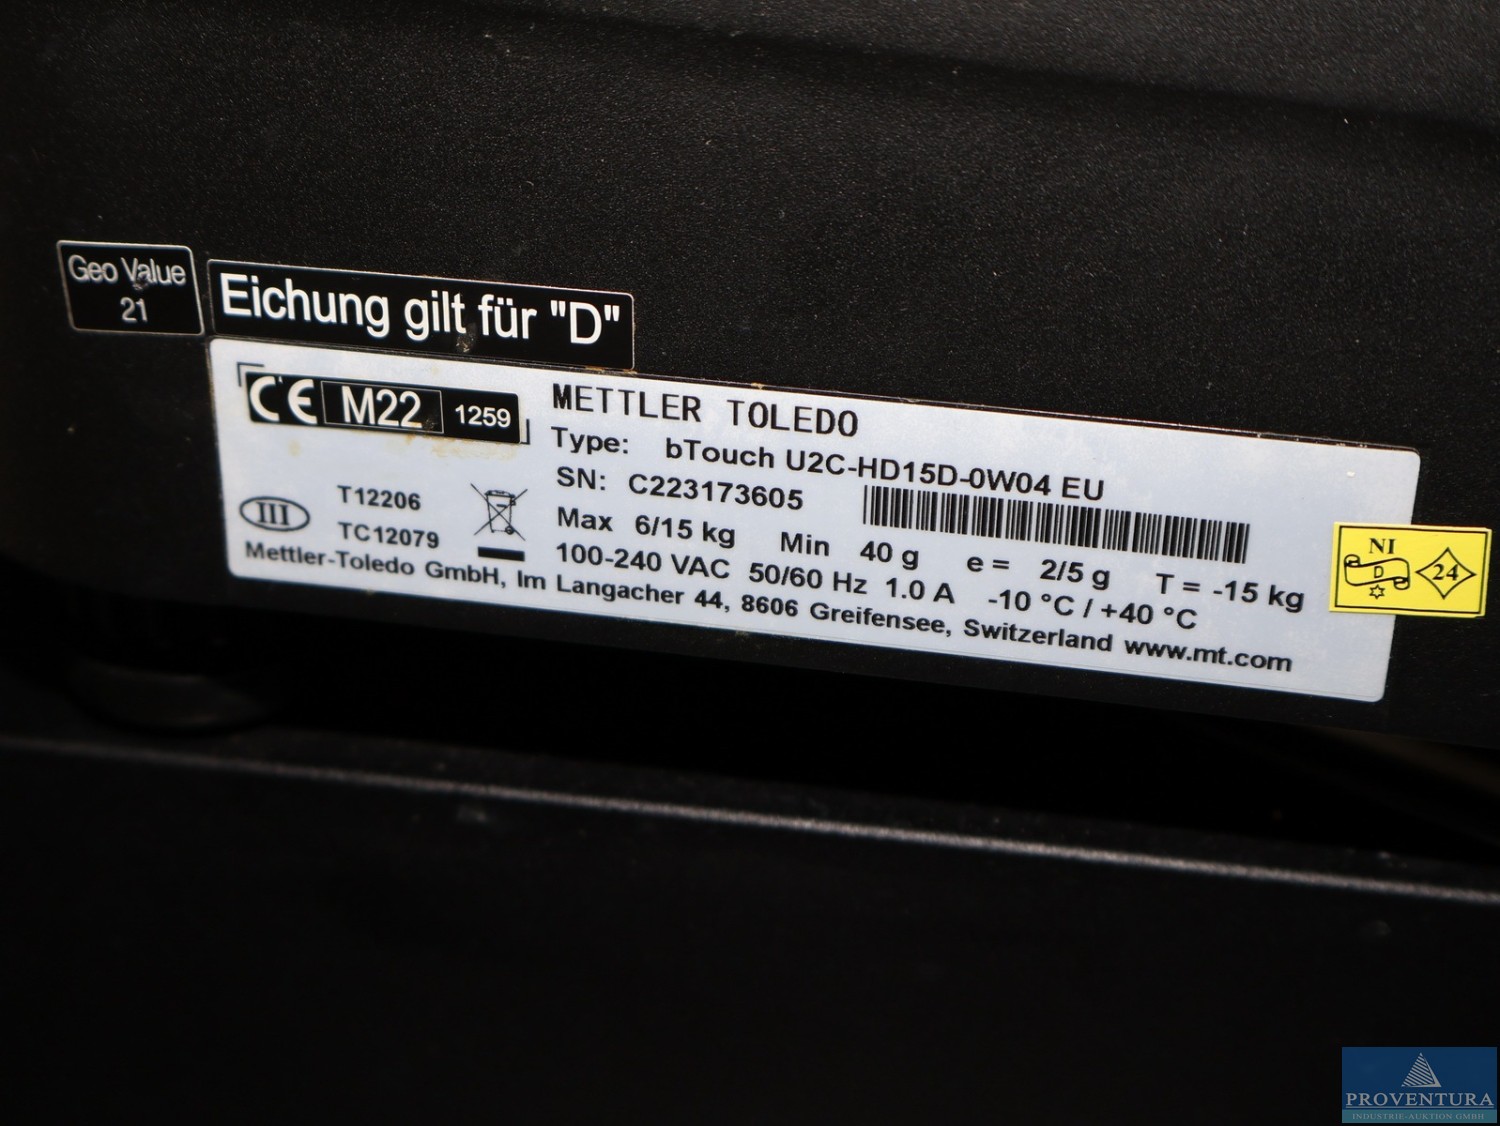 Geo Value
21
Eichung gilt für "D"
CE M22 1259
METTLER TOLEDO
Type: bTouch U2C-HD15D-0W04 EU
SN: C223173605
III T12206
TC12079
Max 6/15 kg Min 40 g e = 2/5 g T = -15 kg
100-240 VAC 50/60 Hz 1.0 A -10 °C / +40 °C
Mettler-Toledo GmbH, Im Langacher 44, 8606 Greifensee, Switzerland www.mt.com
NI
D 24
PROVENTURA
INDUSTRIE-AUKTION GMBH